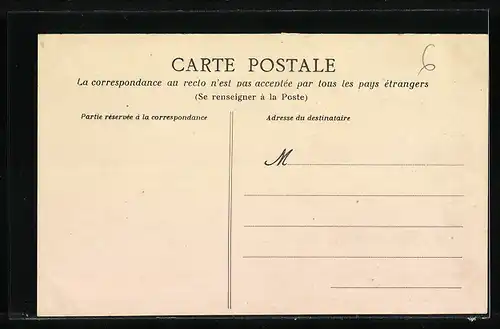 6
CARTE POSTALE
La correspondance au recto n'est pas acceptée par tous les pays étrangers
(Se renseigner à la Poste)
Partie réservée à la correspondance
Adresse du destinataire
M